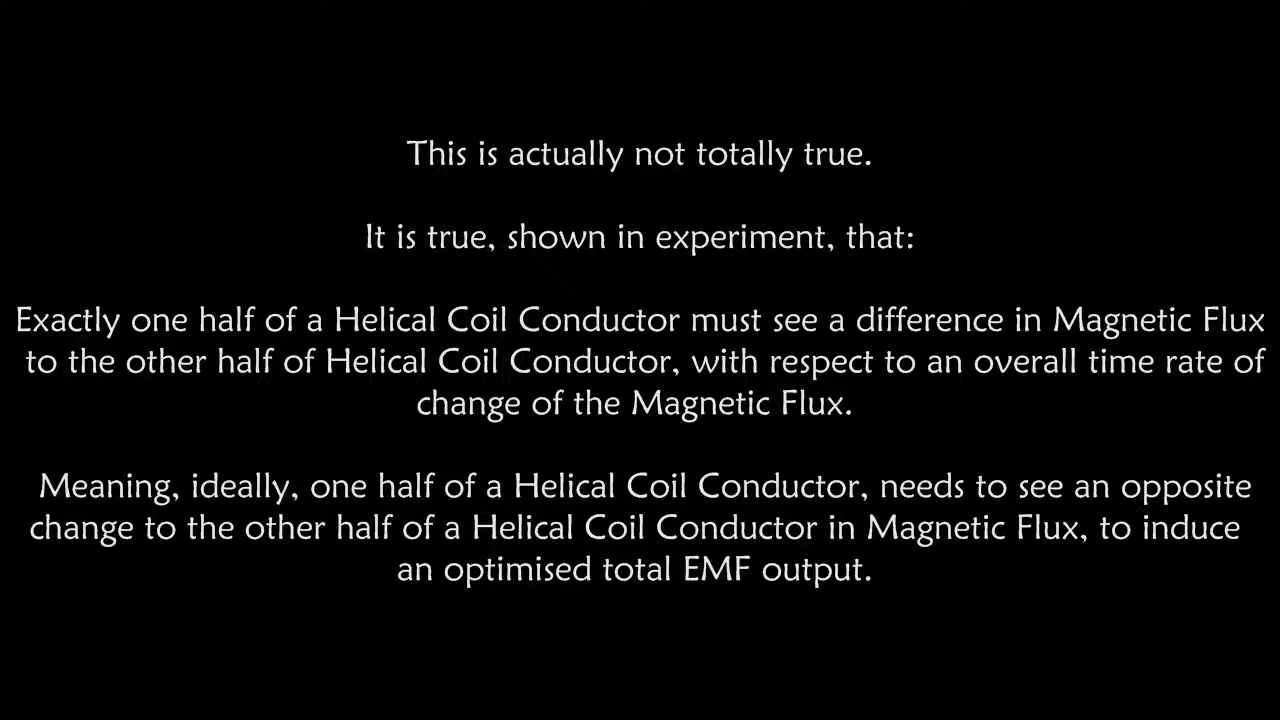 This is actually not totally true.
It is true, shown in experiment, that:
Exactly one half of a Helical Coil Conductor must see a difference in Magnetic Flux
to the other half of Helical Coil Conductor, with respect to an overall time rate of
change of the Magnetic Flux.
Meaning, ideally, one half of a Helical Coil Conductor, needs to see an opposite
change to the other half of a Helical Coil Conductor in Magnetic Flux, to induce
an optimised total EMF output.